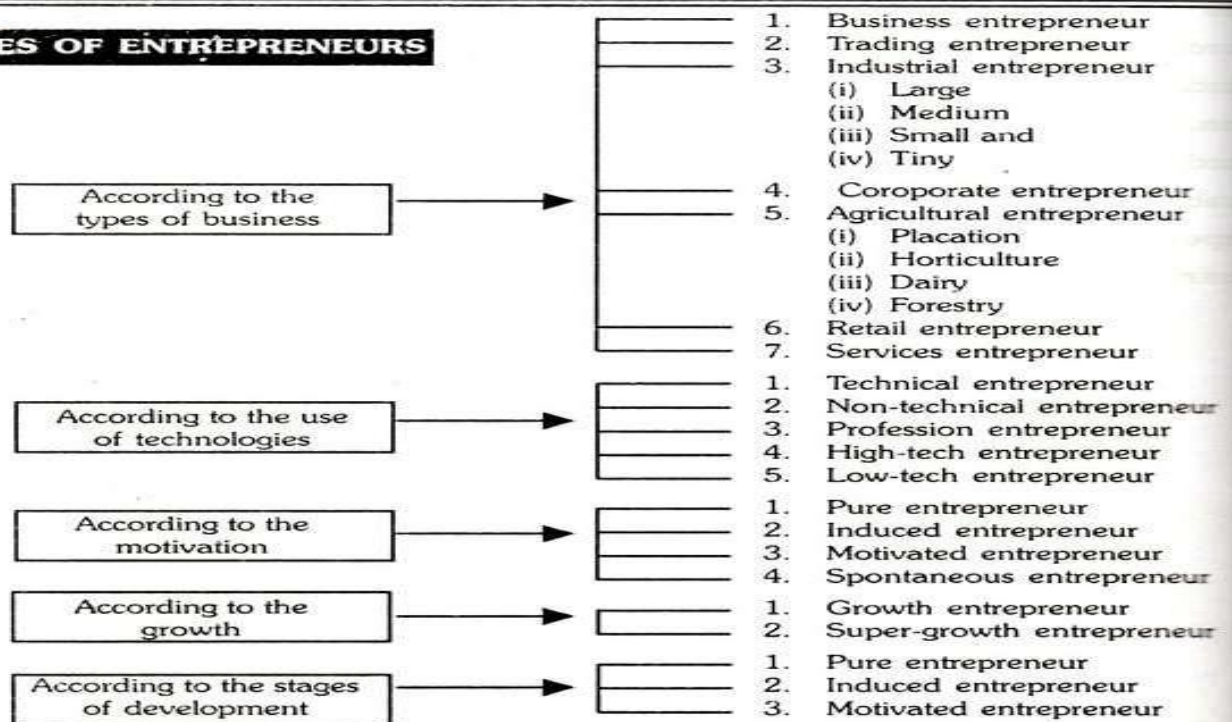 ES OF ENTREPRENEURS
According to the
types of business
1. Business entrepreneur
2. Trading entrepreneur
3. Industrial entrepreneur
(i) Large
(ii) Medium
(iii) Small and
(iv) Tiny
4. Coroporate entrepreneur
5. Agricultural entrepreneur
(i) Placation
(ii) Horticulture
(iii) Dairy
(iv) Forestry
6. Retail entrepreneur
7. Services entrepreneur
According to the use
of technologies
1. Technical entrepreneur
2. Non-technical entrepreneur
3. Profession entrepreneur
4. High-tech entrepreneur
5. Low-tech entrepreneur
According to the
motivation
1. Pure entrepreneur
2. Induced entrepreneur
3. Motivated entrepreneur
4. Spontaneous entrepreneur
According to the
growth
1. Growth entrepreneur
2. Super-growth entrepreneur
According to the stages
of development
1. Pure entrepreneur
2. Induced entrepreneur
3. Motivated entrepreneur